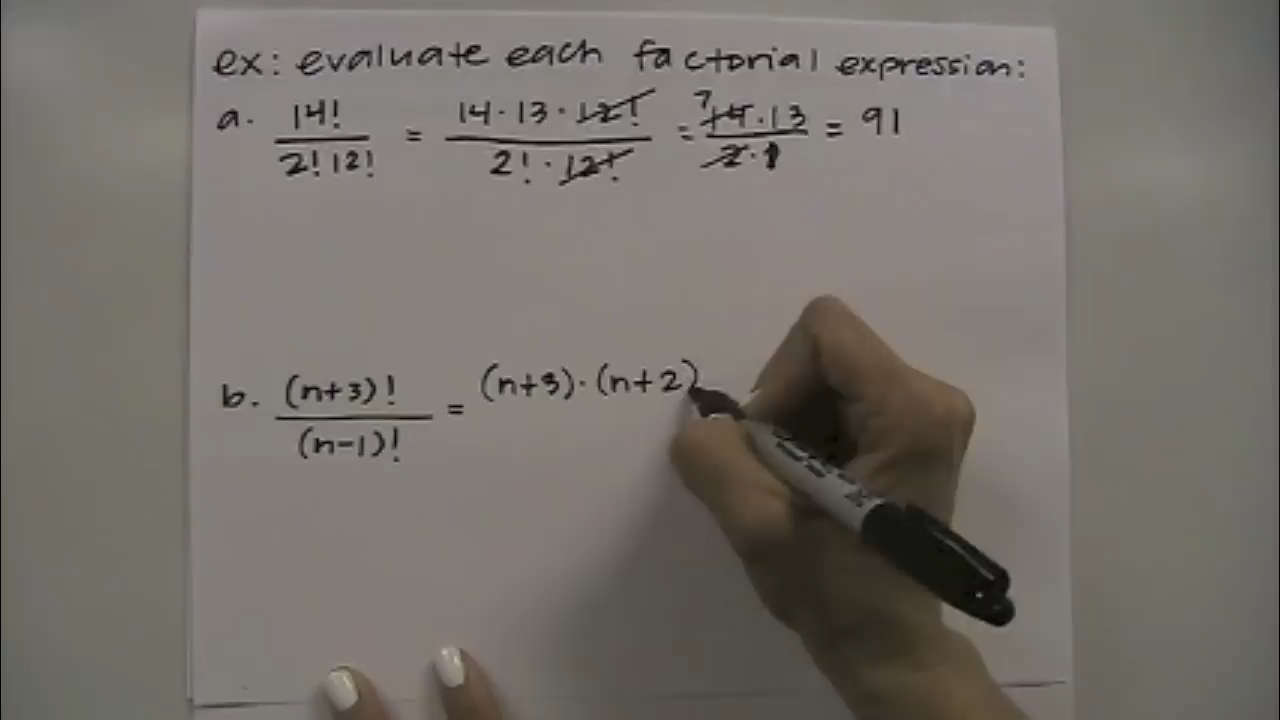 ex: evaluate each factorial expression:
a. 14!/2!12! = 14·13·12!/2!·12! = 7 14·13/2·1 = 91
b. (n+3)!/(n-1)! = (n+3)·(n+2)